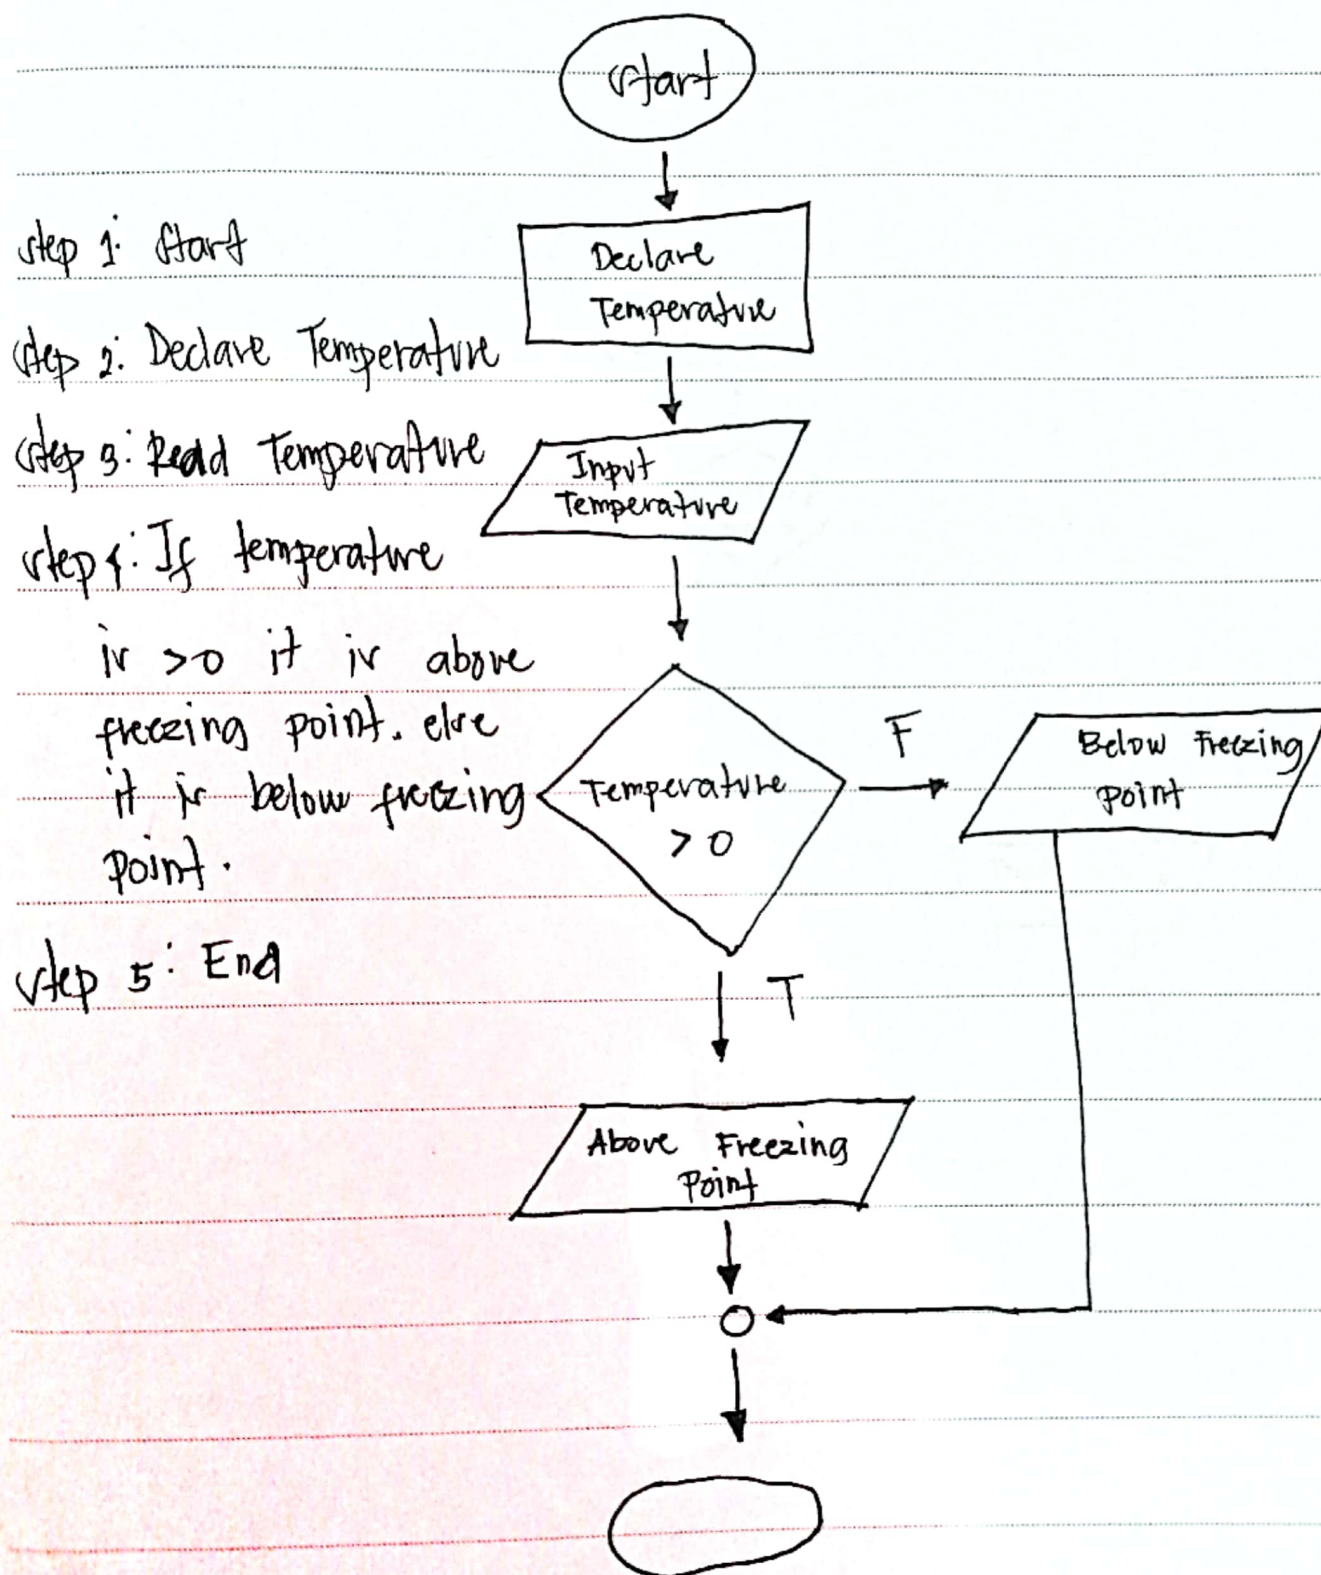 Start
Step 1: Start
Declare
Temperature
Step 2: Declare Temperature
Step 3: Read Temperature
Input
Temperature
Step 4: If temperature
is >0 it is above
freezing point. else
it is below freezing
point.
Temperature
> 0
F
Below Freezing
Point
Step 5: End
T
Above Freezing
Point